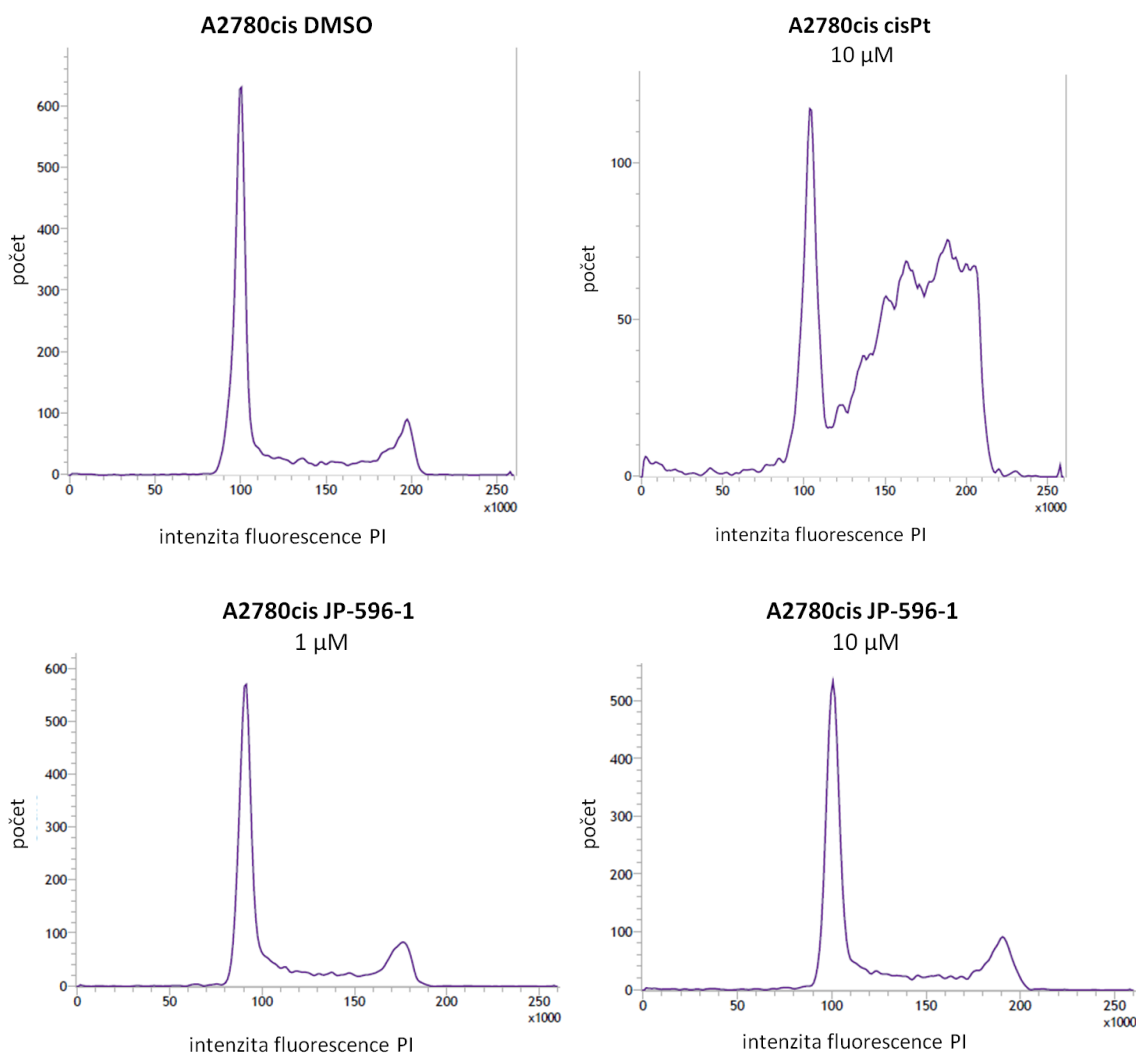 A2780cis DMSO
600
500
400
300
200
100
0
počet
0 50 100 150 200 250
x1000
intenzita fluorescence PI
A2780cis cisPt
10 µM
100
50
0
počet
0 50 100 150 200 250
x1000
intenzita fluorescence PI
A2780cis JP-596-1
1 µM
600
500
400
300
200
100
0
počet
0 50 100 150 200 250
x1000
intenzita fluorescence PI
A2780cis JP-596-1
10 µM
500
400
300
200
100
0
počet
0 50 100 150 200 250
x1000
intenzita fluorescence PI